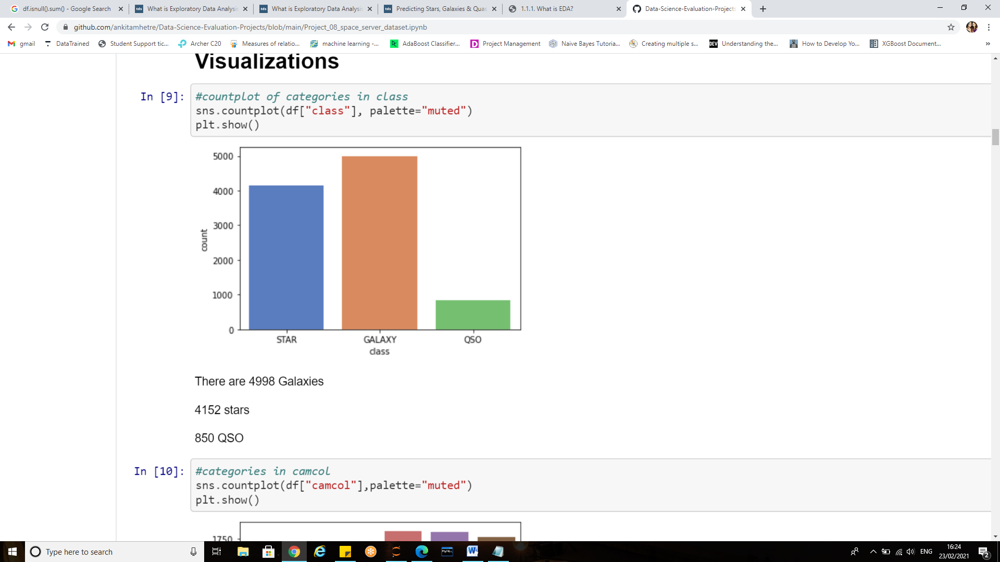 df.isnull().sum() - Google Search
What is Exploratory Data Analysis
What is Exploratory Data Analysis
Predicting Stars, Galaxies & Quas
1.1.1. What is EDA?
Data-Science-Evaluation-Projects
github.com/ankitamhetre/Data-Science-Evaluation-Projects/blob/main/Project_08_space_server_dataset.ipynb
gmail
DataTrained
Student Support tic...
Archer C20
Measures of relatio...
machine learning -...
AdaBoost Classifier...
Project Management
Naive Bayes Tutoria...
Creating multiple s...
DEV Understanding the...
How to Develop Yo...
XGBoost Document...
»
Visualizations
In [9]:
#countplot of categories in class
sns.countplot(df["class"], palette="muted")
plt.show()
5000
4000
3000
2000
1000
0
count
STAR
GALAXY
QSO
class
There are 4998 Galaxies
4152 stars
850 QSO
In [10]:
#categories in camcol
sns.countplot(df["camcol"],palette="muted")
plt.show()
1750
Type here to search
ENG
16:24
23/02/2021
2